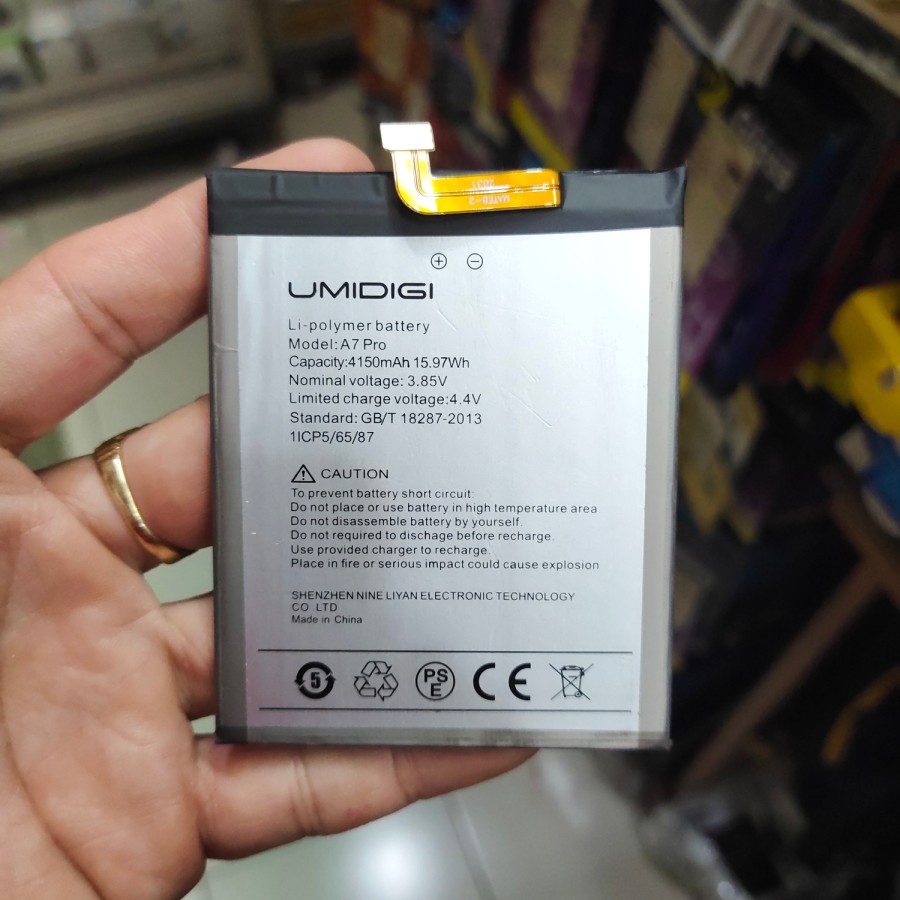 ⊕ ⊖
UMIDIGI
Li-polymer battery
Model: A7 Pro
Capacity:4150mAh 15.97Wh
Nominal voltage: 3.85V
Limited charge voltage:4.4V
Standard: GB/T 18287-2013
1ICP5/65/87
CAUTION
To prevent battery short circuit:
Do not place or use battery in high temperature area.
Do not disassemble battery by yourself.
Do not required to dischage before recharge.
Use provided charger to recharge.
Place in fire or serious impact could cause explosion
SHENZHEN NINE LIYAN ELECTRONIC TECHNOLOGY
CO LTD
Made in China
5
PS
E
CE